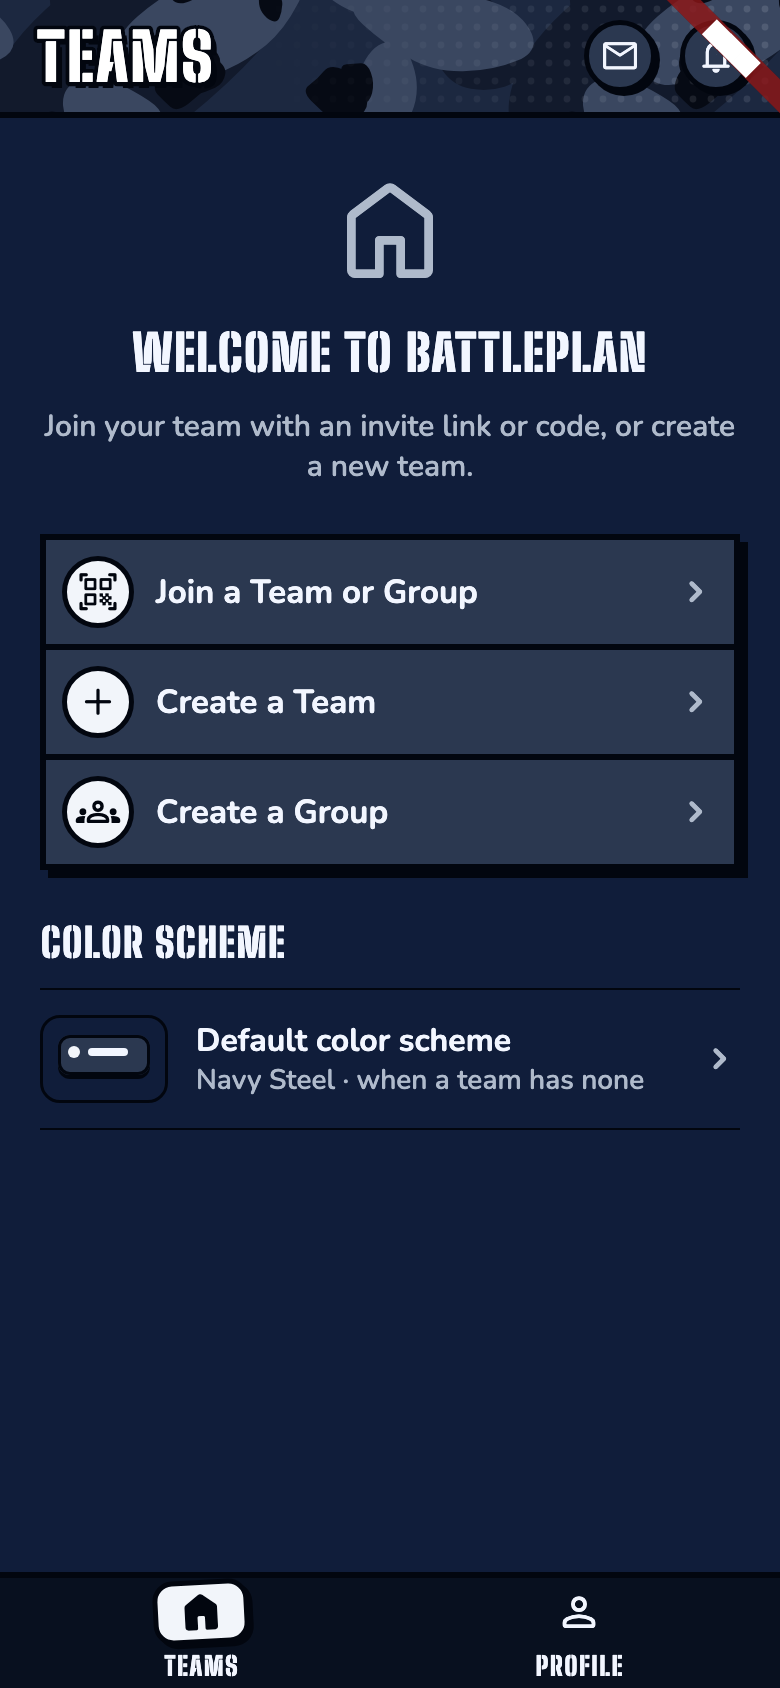 TEAMS
WELCOME TO BATTLEPLAN
Join your team with an invite link or code, or create
a new team.
Join a Team or Group
Create a Team
Create a Group
COLOR SCHEME
Default color scheme
Navy Steel · when a team has none
TEAMS
PROFILE